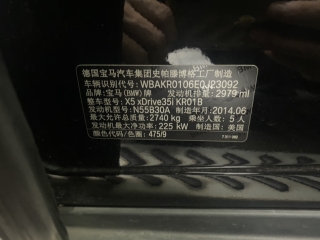 德国宝马汽车集团史帕滕博格工厂制造
车辆识别代号: WBAKR0106E0J23092
品牌: 宝马(BMW)牌 发动机排量: 2979 ml
整车型号: X5 xDrive35i KR01B
发动机型号: N55B30A 制造年月: 2014.06
最大允许总质量: 2740 kg 乘坐人数: 5 人
发动机最大净功率: 225 kW 制造国: 美国
颜色代号/色圈: 475/9